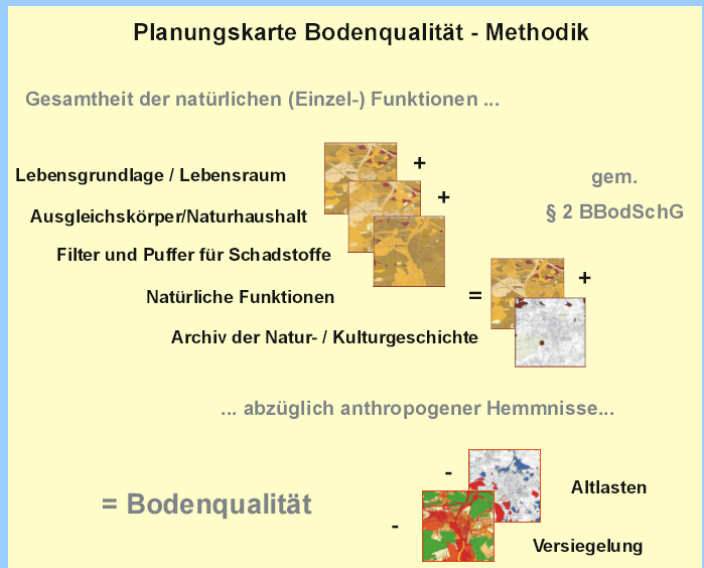 Planungskarte Bodenqualität - Methodik
Gesamtheit der natürlichen (Einzel-) Funktionen ...
Lebensgrundlage / Lebensraum +
gem.
Ausgleichskörper/Naturhaushalt +
§ 2 BBodSchG
Filter und Puffer für Schadstoffe
Natürliche Funktionen = +
Archiv der Natur- / Kulturgeschichte
... abzüglich anthropogener Hemmnisse...
- Altlasten
= Bodenqualität
- Versiegelung